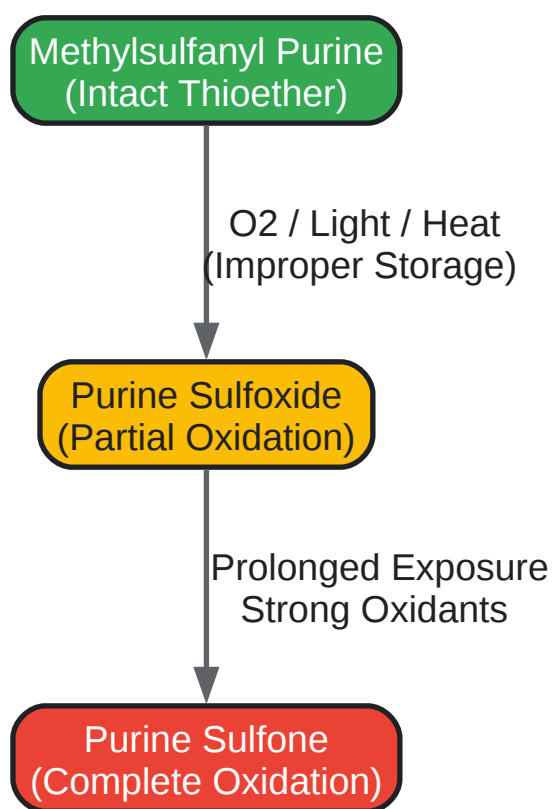 Methylsulfanyl Purine
(Intact Thioether)
O2 / Light / Heat
(Improper Storage)
Purine Sulfoxide
(Partial Oxidation)
Prolonged Exposure
Strong Oxidants
Purine Sulfone
(Complete Oxidation)